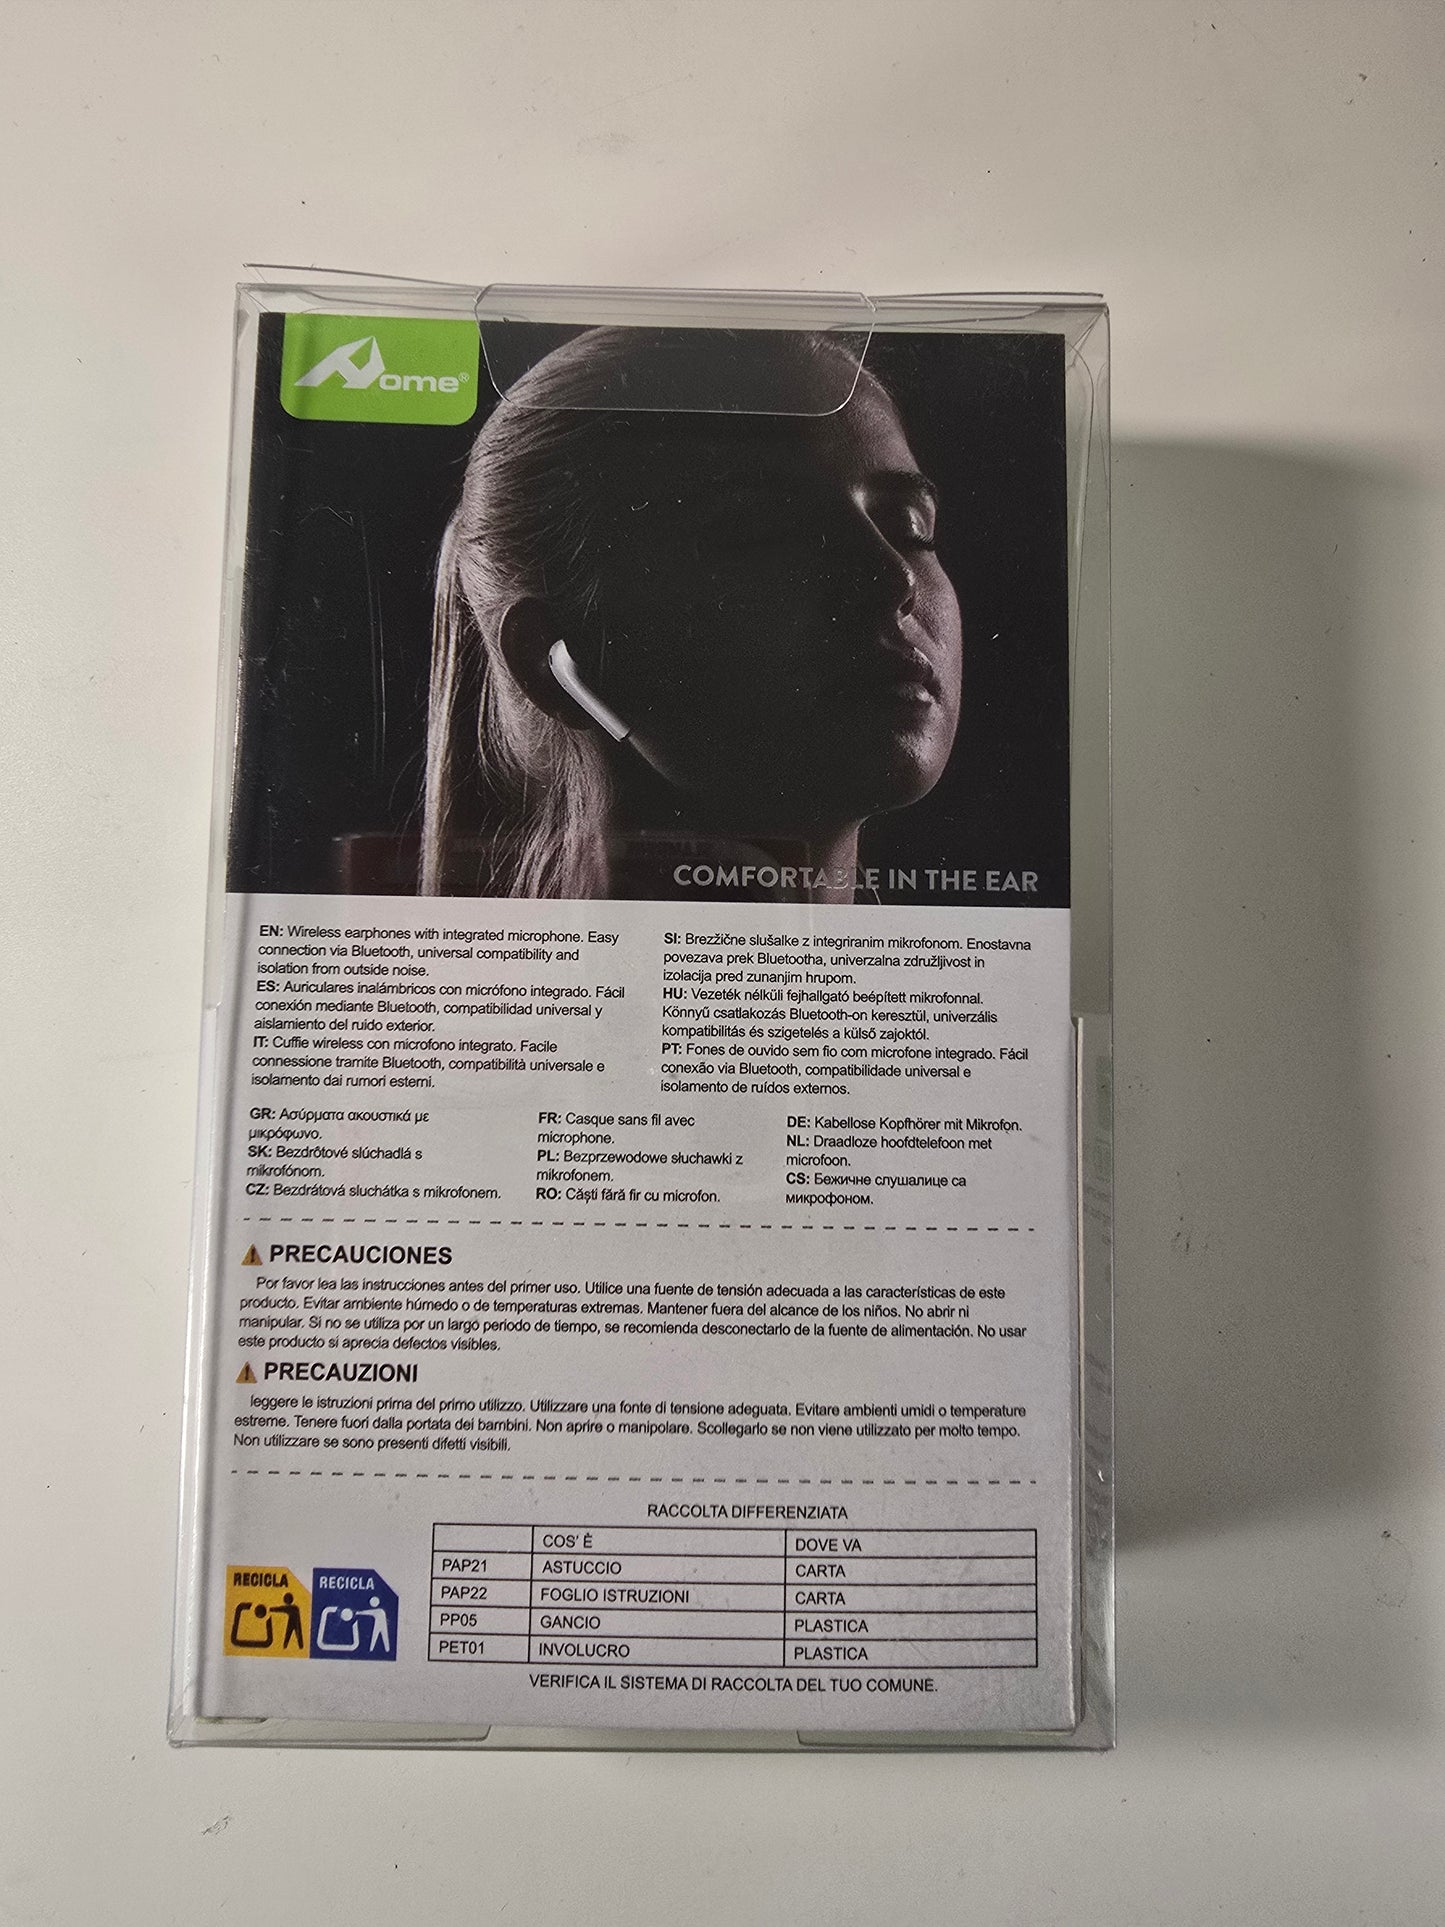 ome®
COMFORTABLE IN THE EAR
EN: Wireless earphones with integrated microphone. Easy
connection via Bluetooth, universal compatibility and
isolation from outside noise.
ES: Auriculares inalámbricos con micrófono integrado. Fácil
conexión mediante Bluetooth, compatibilidad universal y
aislamiento del ruido exterior.
IT: Cuffie wireless con microfono integrato. Facile
connessione tramite Bluetooth, compatibilità universale e
isolamento dai rumori esterni.
SI: Brezžične slušalke z integriranim mikrofonom. Enostavna
povezava prek Bluetootha, univerzalna združljivost in
izolacija pred zunanjim hrupom.
HU: Vezeték nélküli fejhallgató beépített mikrofonnal.
Könnyű csatlakozás Bluetooth-on keresztül, univerzális
kompatibilitás és szigetelés a külső zajoktól.
PT: Fones de ouvido sem fio com microfone integrado. Fácil
conexão via Bluetooth, compatibilidade universal e
isolamento de ruídos externos.
GR: Ασύρματα ακουστικά με
μικρόφωνο.
SK: Bezdrôtové slúchadlá s
mikrofónom.
CZ: Bezdrátová sluchátka s mikrofonem.
FR: Casque sans fil avec
microphone.
PL: Bezprzewodowe słuchawki z
mikrofonem.
RO: Căști fără fir cu microfon.
DE: Kabellose Kopfhörer mit Mikrofon.
NL: Draadloze hoofdtelefoon met
microfoon.
CS: Бежичне слушалице са
микрофоном.
PRECAUCIONES
Por favor lea las instrucciones antes del primer uso. Utilice una fuente de tensión adecuada a las características de este
producto. Evitar ambiente húmedo o de temperaturas extremas. Mantener fuera del alcance de los niños. No abrir ni
manipular. Si no se utiliza por un largo período de tiempo, se recomienda desconectarlo de la fuente de alimentación. No usar
este producto si aprecia defectos visibles.
PRECAUZIONI
leggere le istruzioni prima del primo utilizzo. Utilizzare una fonte di tensione adeguata. Evitare ambienti umidi o temperature
estreme. Tenere fuori dalla portata dei bambini. Non aprire o manipolare. Scollegarlo se non viene utilizzato per molto tempo.
Non utilizzare se sono presenti difetti visibili.
RACCOLTA DIFFERENZIATA
COS' È DOVE VA
PAP21 ASTUCCIO CARTA
PAP22 FOGLIO ISTRUZIONI CARTA
PP05 GANCIO PLASTICA
PET01 INVOLUCRO PLASTICA
RECICLA RECICLA
VERIFICA IL SISTEMA DI RACCOLTA DEL TUO COMUNE.